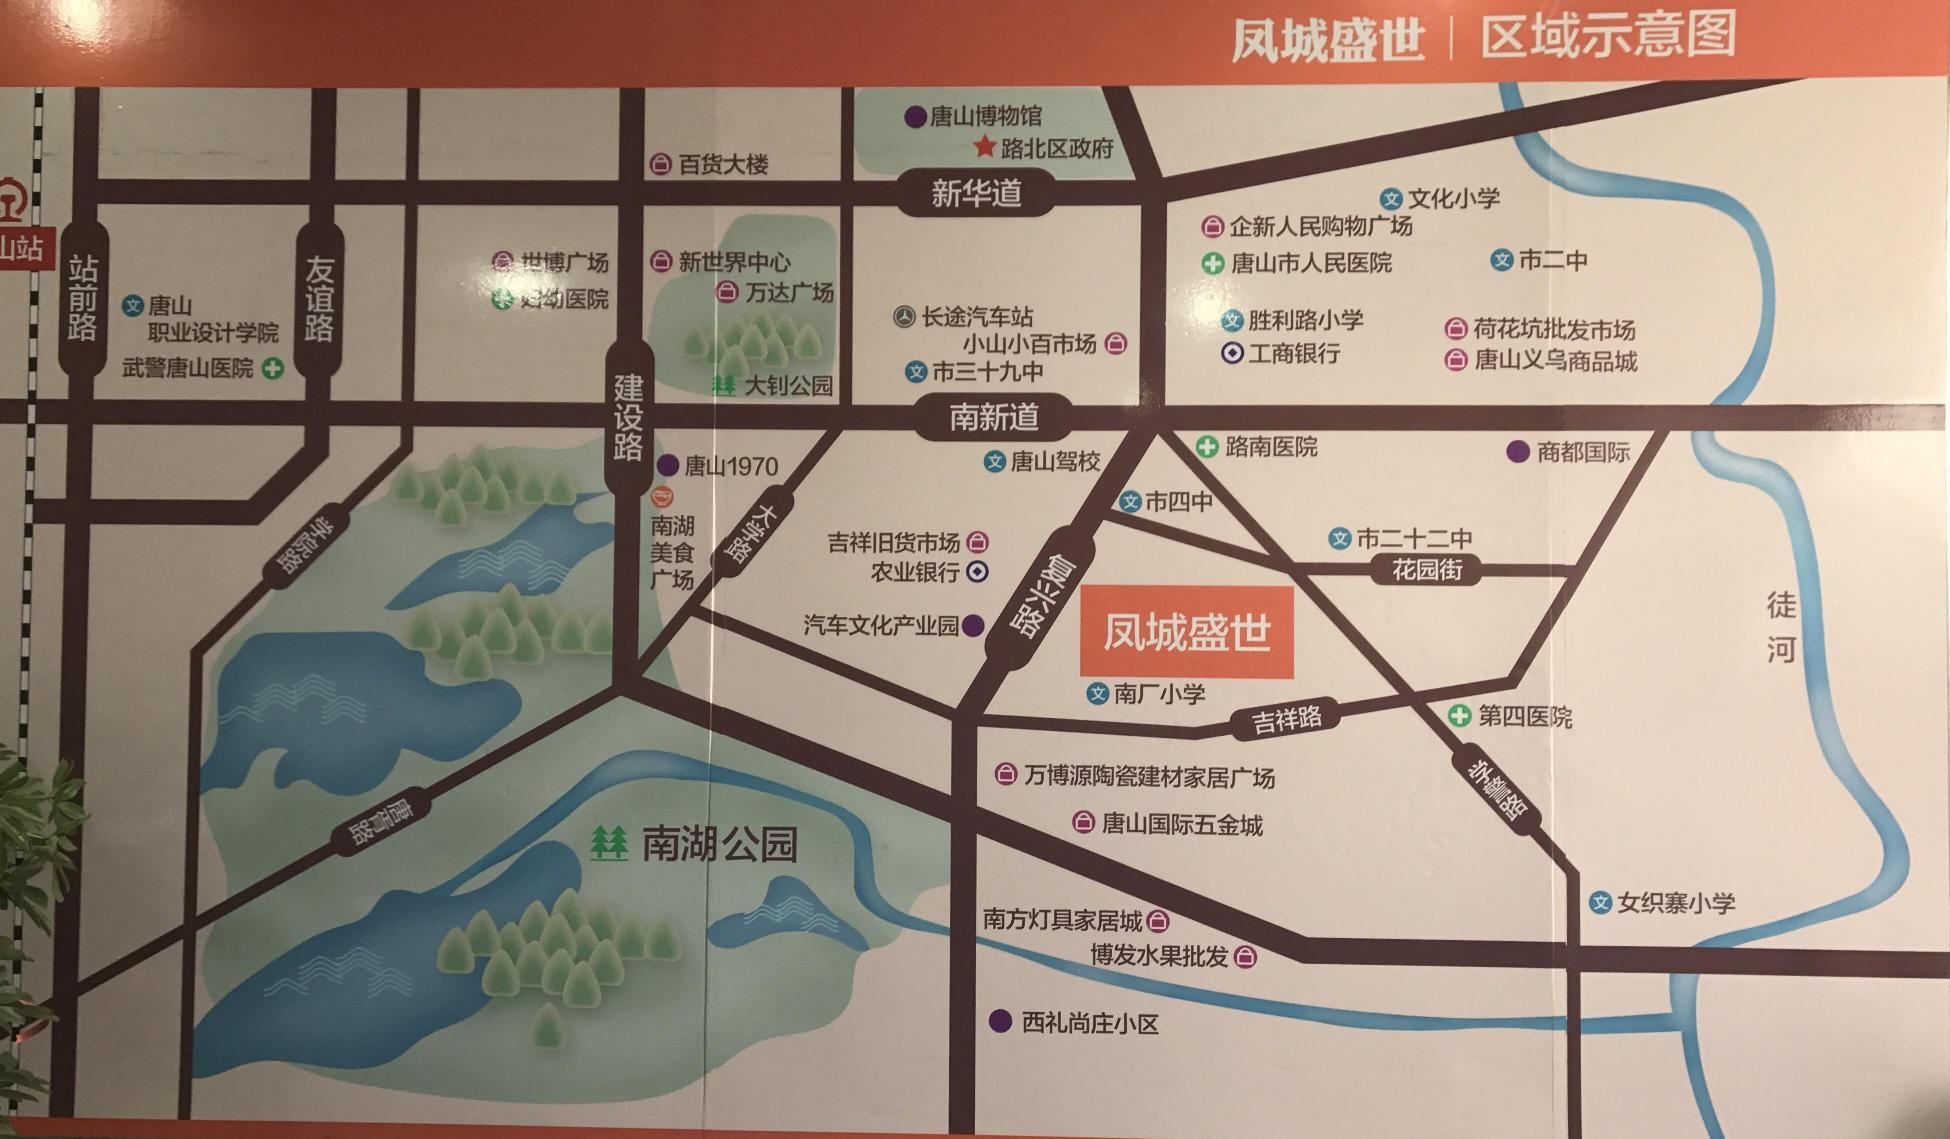 凤城盛世 | 区域示意图
唐山博物馆
路北区政府
百货大楼
新华道
文化小学
企新人民购物广场
山站
站前路
友谊路
世博广场
妇幼医院
新世界中心
万达广场
唐山市人民医院
市二中
唐山
职业设计学院
武警唐山医院
长途汽车站
小山小百市场
市三十九中
胜利路小学
工商银行
荷花坑批发市场
唐山义乌商品城
大钊公园
建设路
南新道
唐山1970
唐山驾校
路南医院
商都国际
南湖
美食
广场
大学路
学院路
市四中
吉祥旧货市场
农业银行
市二十二中
花园街
复兴路
汽车文化产业园
凤城盛世
徒河
南厂小学
吉祥路
第四医院
万博源陶瓷建材家居广场
学警路
唐山国际五金城
唐胥路
南湖公园
南方灯具家居城
博发水果批发
女织寨小学
西礼尚庄小区